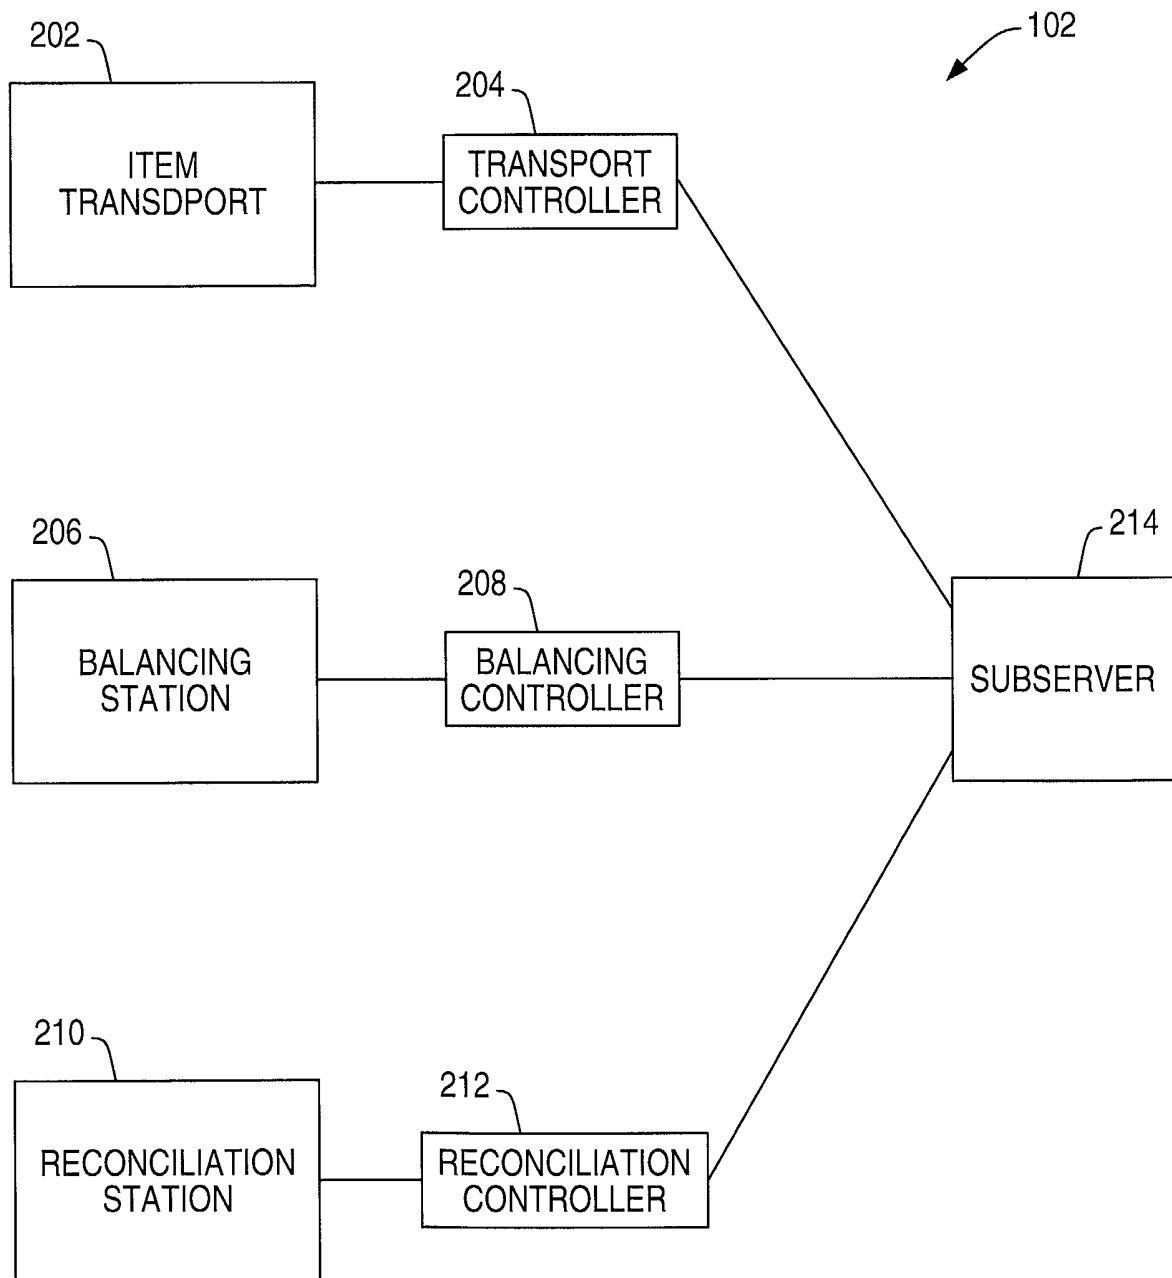 102
202
ITEM
TRANSDPORT
204
TRANSPORT
CONTROLLER
206
BALANCING
STATION
208
BALANCING
CONTROLLER
214
SUBSERVER
210
RECONCILIATION
STATION
212
RECONCILIATION
CONTROLLER